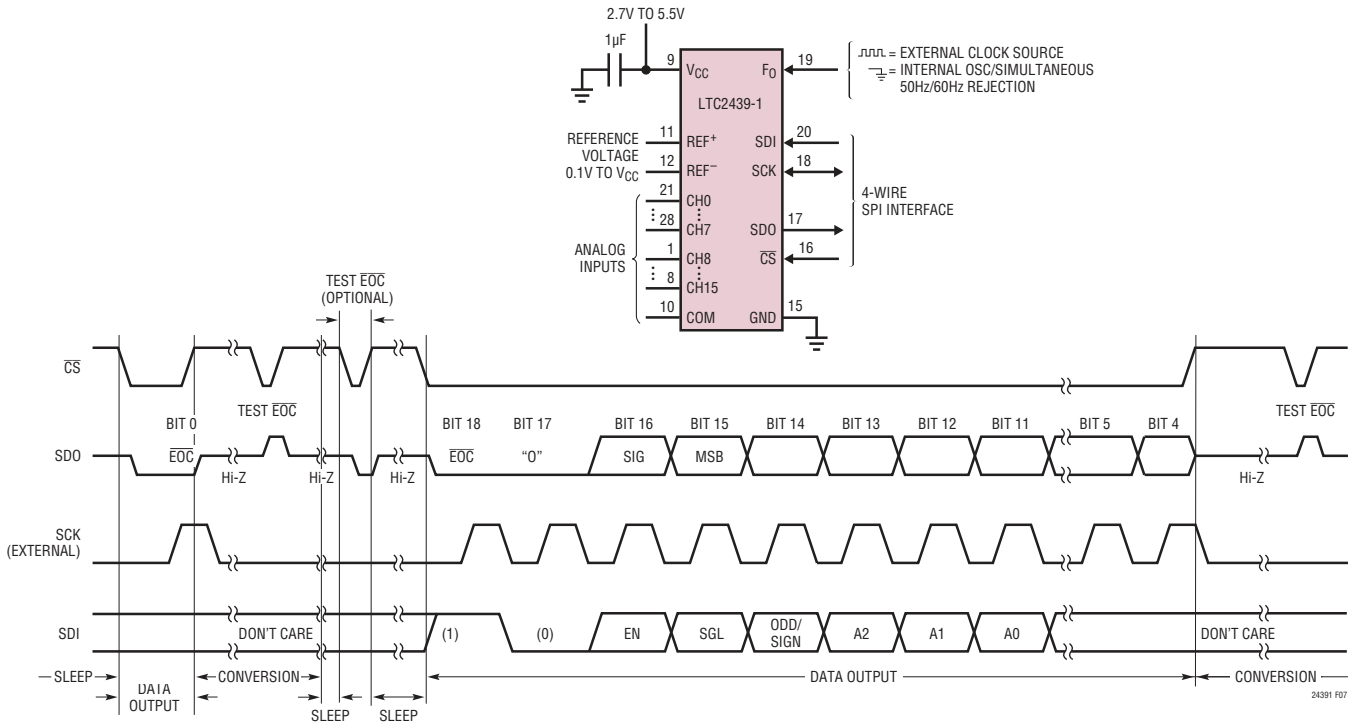 2.7V TO 5.5V
1µF
9
VCC
FO
19
= EXTERNAL CLOCK SOURCE
= INTERNAL OSC/SIMULTANEOUS
50Hz/60Hz REJECTION
LTC2439-1
REFERENCE
VOLTAGE
0.1V TO VCC
11
REF+
12
REF–
SDI
20
SCK
18
SDO
17
CS
16
4-WIRE
SPI INTERFACE
ANALOG
INPUTS
21
CH0
28
CH7
1
CH8
8
CH15
10
COM
GND
15
TEST EOC
(OPTIONAL)
CS
SDO
BIT 0
EOC
Hi-Z
TEST EOC
Hi-Z
Hi-Z
BIT 18
EOC
BIT 17
"O"
BIT 16
SIG
BIT 15
MSB
BIT 14
BIT 13
BIT 12
BIT 11
BIT 5
BIT 4
TEST EOC
Hi-Z
SCK
(EXTERNAL)
SDI
DON'T CARE
(1)
(0)
EN
SGL
ODD/
SIGN
A2
A1
A0
DON'T CARE
SLEEP
DATA
OUTPUT
CONVERSION
SLEEP
SLEEP
DATA OUTPUT
CONVERSION
24391 F07